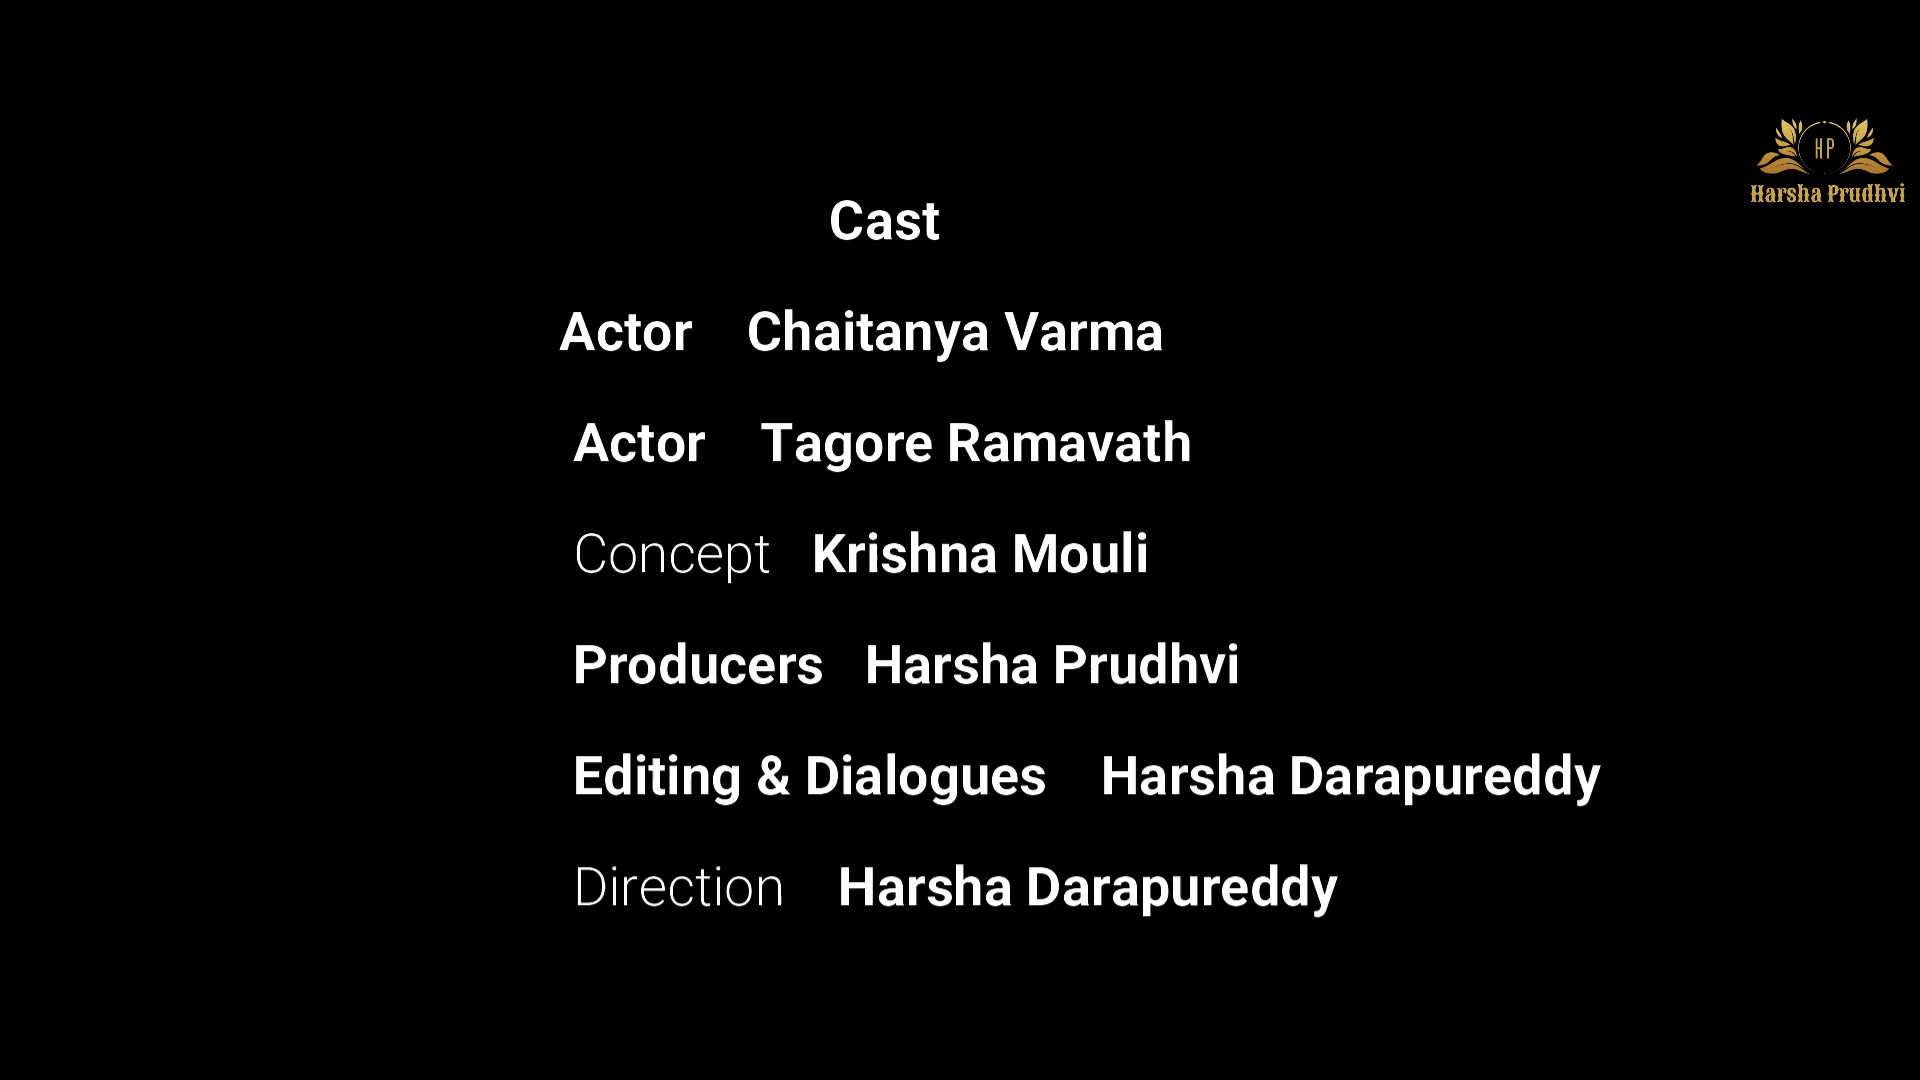 HP
Harsha Prudhvi
Cast
Actor Chaitanya Varma
Actor Tagore Ramavath
Concept Krishna Mouli
Producers Harsha Prudhvi
Editing & Dialogues Harsha Darapureddy
Direction Harsha Darapureddy